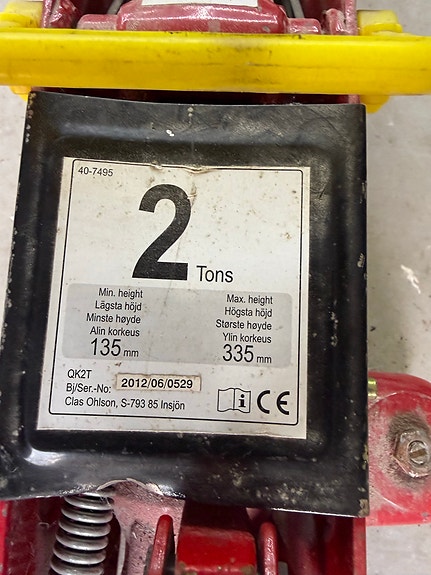 40-7495
2 Tons
Min. height
Lägsta höjd
Minste høyde
Alin korkeus
135 mm
Max. height
Högsta höjd
Største høyde
Ylin korkeus
335 mm
QK2T
Bj/Ser.-No: 2012/06/0529
Clas Ohlson, S-793 85 Insjön
i CE